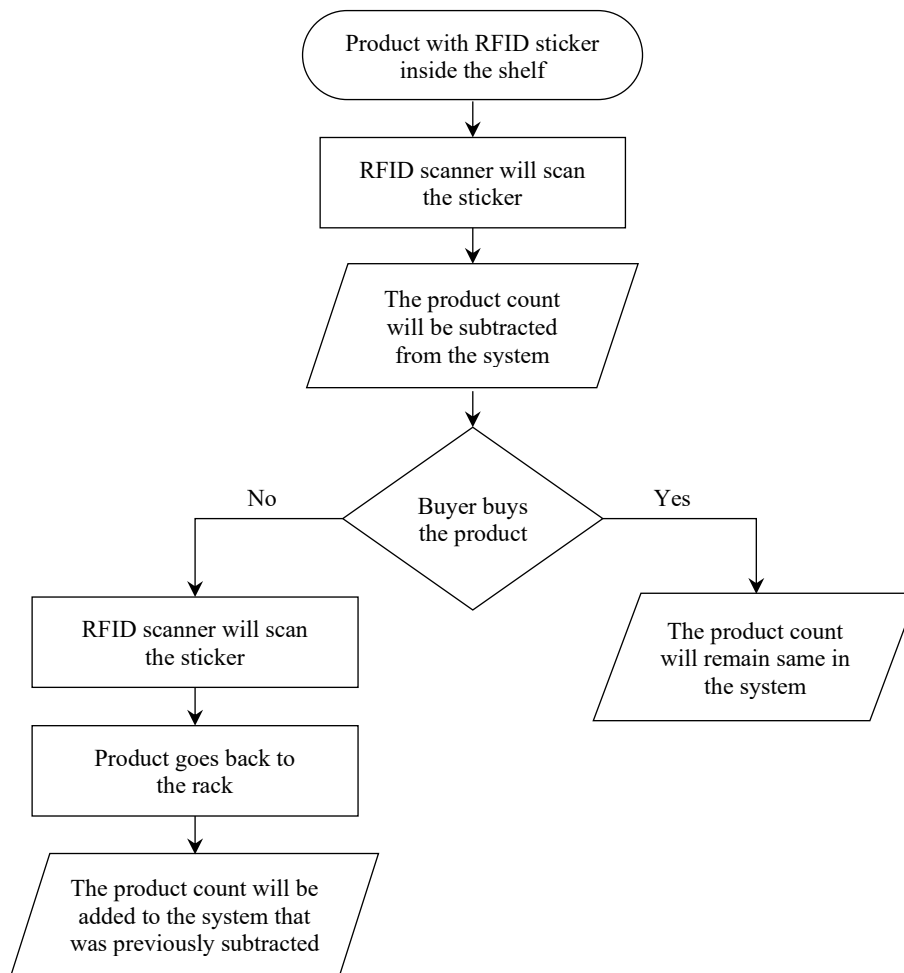 Product with RFID sticker
inside the shelf
RFID scanner will scan
the sticker
The product count
will be subtracted
from the system
Buyer buys
the product
No
Yes
RFID scanner will scan
the sticker
Product goes back to
the rack
The product count will be
added to the system that
was previously subtracted
The product count
will remain same in
the system